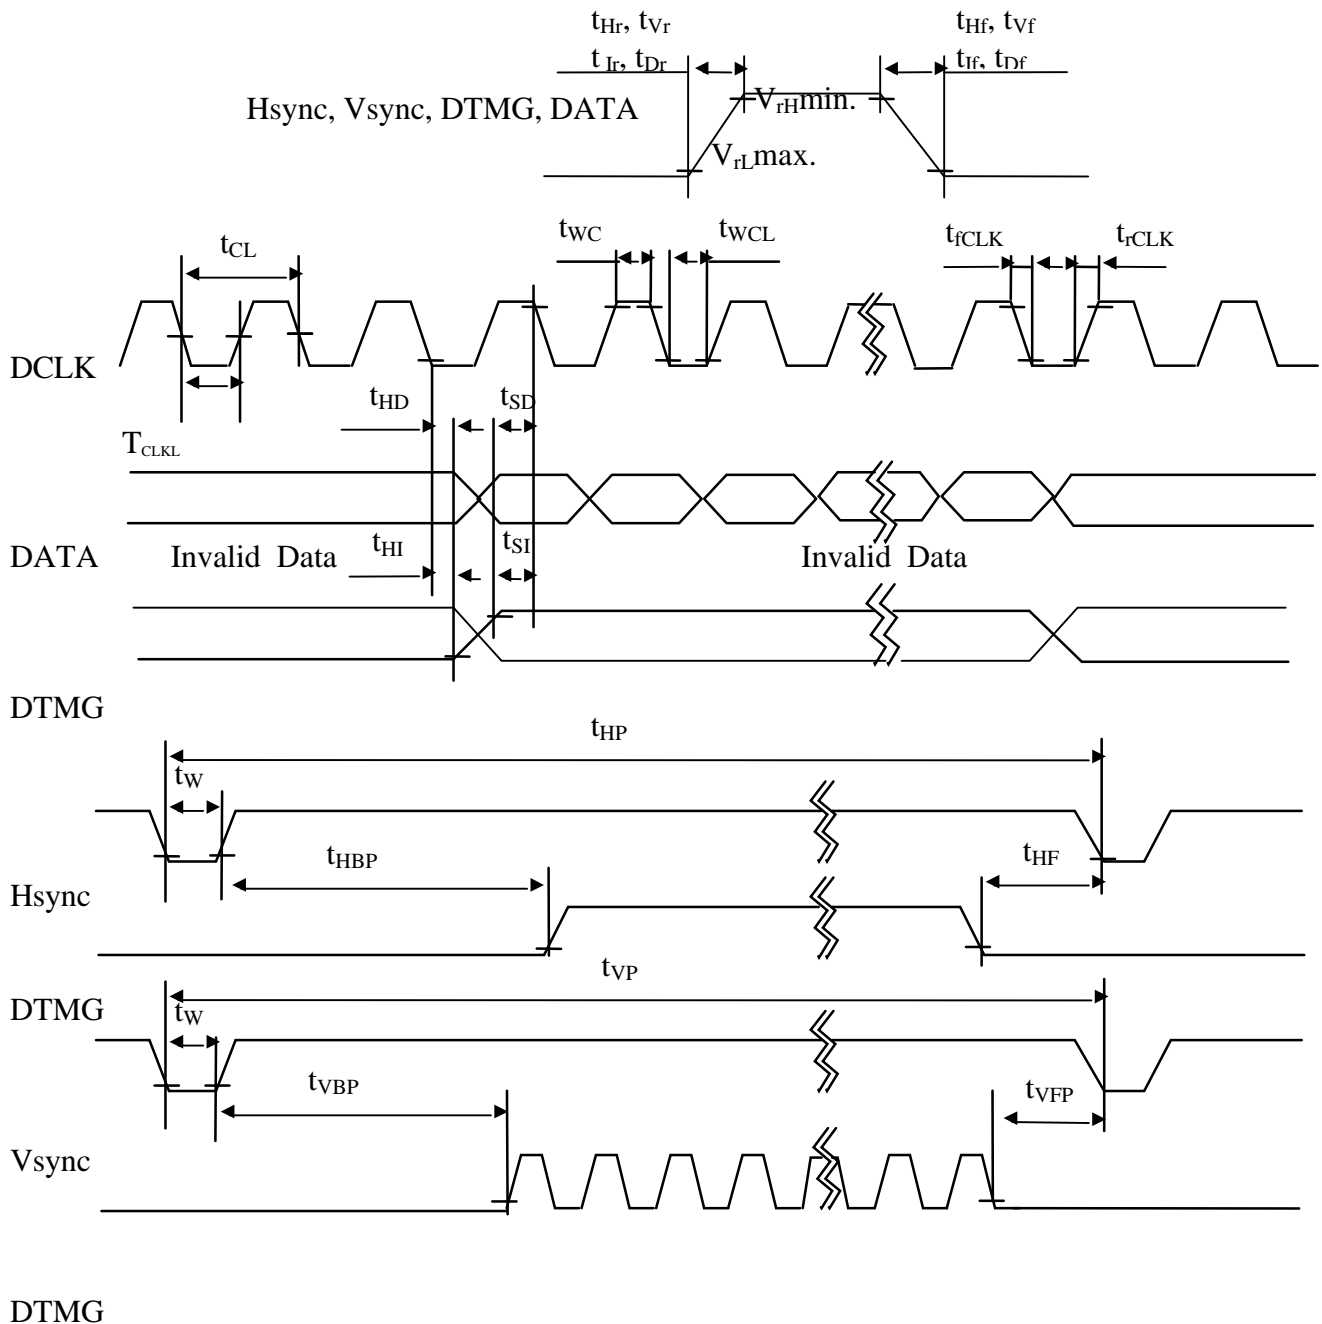 tHr, tVr
tHf, tVf
t Ir, tDr
tIf, tDf
Hsync, Vsync, DTMG, DATA
VrHmin.
VrLmax.
tCL
tWC
tWCL
tfCLK
trCLK
DCLK
tHD
tSD
TCLKL
DATA
Invalid Data
tHI
tSI
Invalid Data
DTMG
tHP
tW
tHBP
tHF
Hsync
tVP
DTMG
tW
tVBP
tVFP
Vsync
DTMG